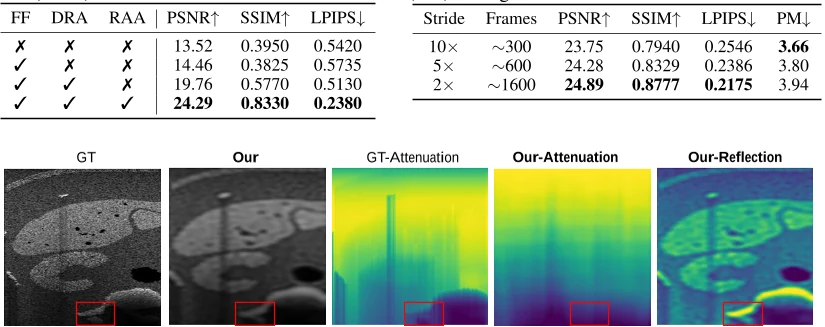 FF DRA RAA PSNR↑ SSIM↑ LPIPS↓
✗ ✗ ✗ 13.52 0.3950 0.5420
✓ ✗ ✗ 14.46 0.3825 0.5735
✓ ✓ ✗ 19.76 0.5770 0.5130
✓ ✓ ✓ 24.29 0.8330 0.2380
Stride Frames PSNR↑ SSIM↑ LPIPS↓ PM↓
10× ~300 23.75 0.7940 0.2546 3.66
5× ~600 24.28 0.8329 0.2386 3.80
2× ~1600 24.89 0.8777 0.2175 3.94
GT Our GT-Attenuation Our-Attenuation Our-Reflection